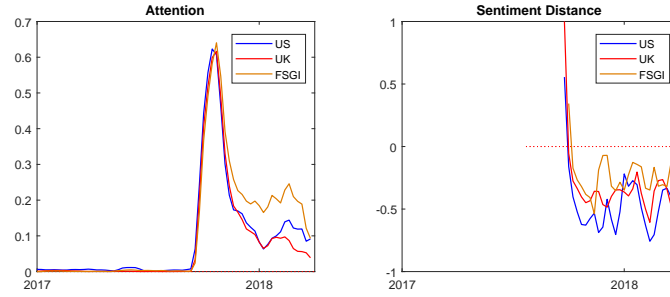 Attention
0.7
0.6
0.5
0.4
0.3
0.2
0.1
0
2017
2018
US
UK
FSGI
Sentiment Distance
1
0.5
0
-0.5
-1
2017
2018
US
UK
FSGI